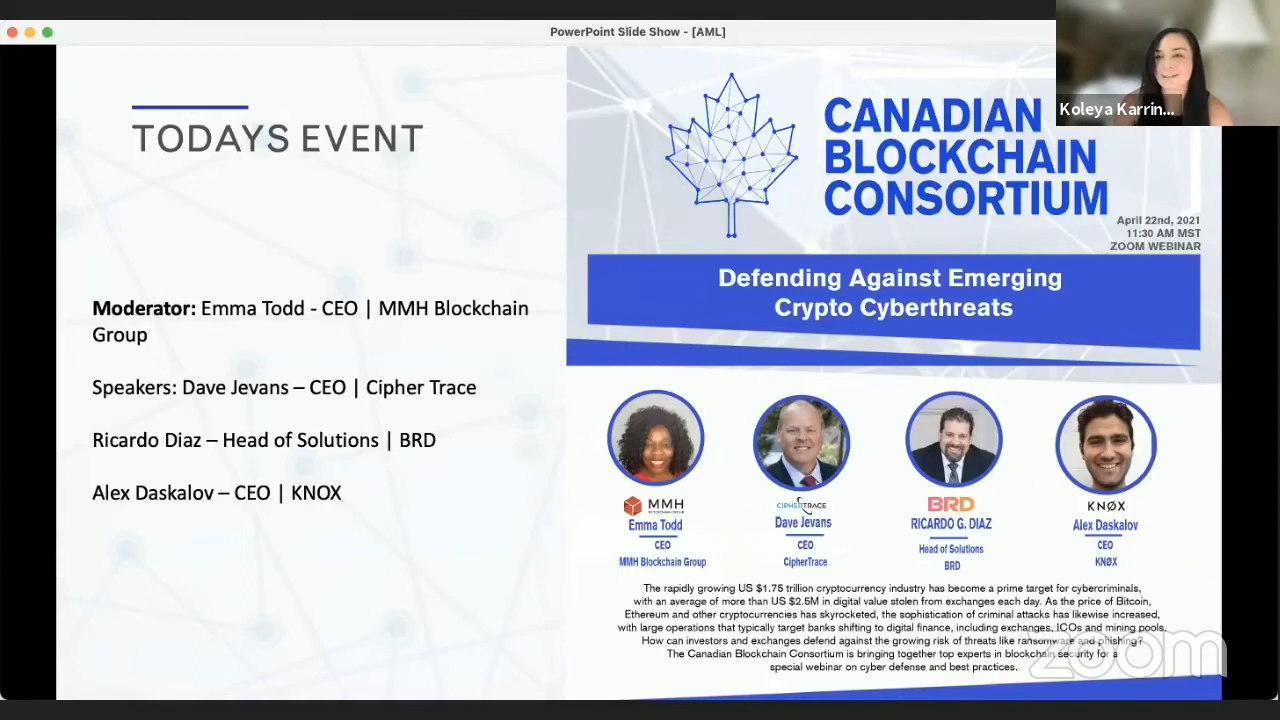 PowerPoint Slide Show - [AML]
Koleya Karrin...
TODAYS EVENT
Moderator: Emma Todd - CEO | MMH Blockchain
Group
Speakers: Dave Jevans – CEO | Cipher Trace
Ricardo Diaz – Head of Solutions | BRD
Alex Daskalov – CEO | KNOX
CANADIAN
BLOCKCHAIN
CONSORTIUM
April 22nd, 2021
11:30 AM MST
ZOOM WEBINAR
Defending Against Emerging
Crypto Cyberthreats
MMH
BLOCKCHAIN GROUP
Emma Todd
CEO
MMH Blockchain Group
CIPHERTRACE
Dave Jevans
CEO
CipherTrace
BRD
RICARDO G. DIAZ
Head of Solutions
BRD
KNØX
Alex Daskalov
CEO
KNØX
The rapidly growing US $1.75 trillion cryptocurrency industry has become a prime target for cybercriminals,
with an average of more than US $2.5M in digital value stolen from exchanges each day. As the price of Bitcoin,
Ethereum and other cryptocurrencies has skyrocketed, the sophistication of criminal attacks has likewise increased,
with large operations that typically target banks shifting to digital finance, including exchanges, ICOs and mining pools.
How can investors and exchanges defend against the growing risk of threats like ransomware and phishing?
The Canadian Blockchain Consortium is bringing together top experts in blockchain security for a
special webinar on cyber defense and best practices.
zoom